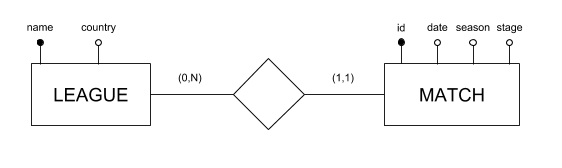 name country id date season stage
(0,N) (1,1)
LEAGUE MATCH